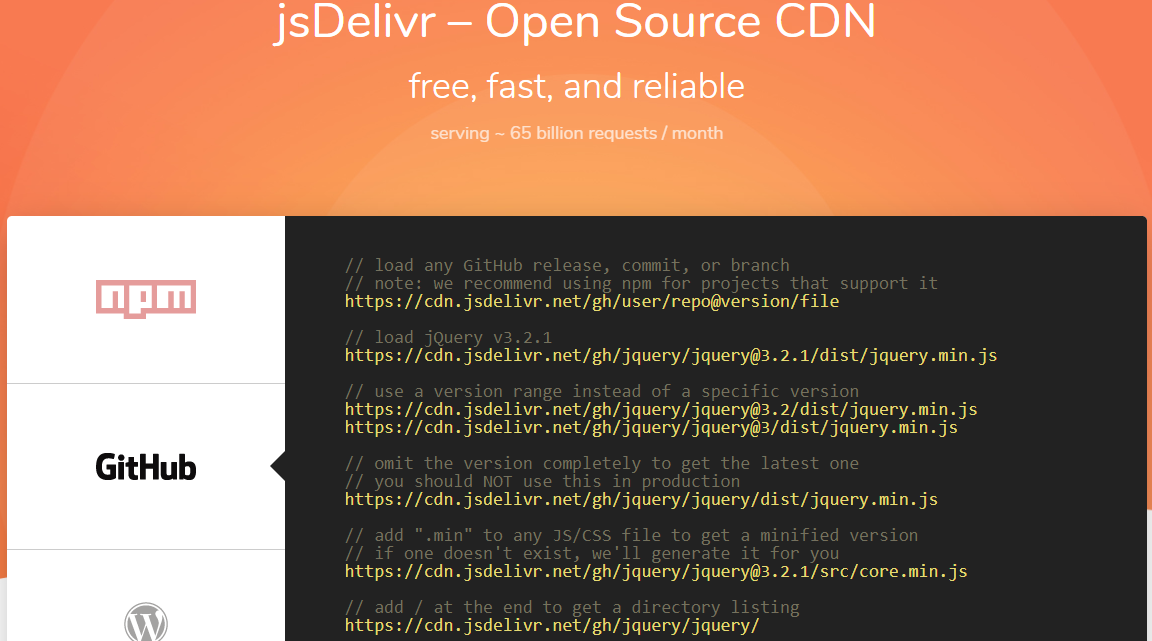 jsDelivr – Open Source CDN
free, fast, and reliable
serving ~ 65 billion requests / month
npm
GitHub
// load any GitHub release, commit, or branch
// note: we recommend using npm for projects that support it
https://cdn.jsdelivr.net/gh/user/repo@version/file
// load jQuery v3.2.1
https://cdn.jsdelivr.net/gh/jquery/jquery@3.2.1/dist/jquery.min.js
// use a version range instead of a specific version
https://cdn.jsdelivr.net/gh/jquery/jquery@3.2/dist/jquery.min.js
https://cdn.jsdelivr.net/gh/jquery/jquery@3/dist/jquery.min.js
// omit the version completely to get the latest one
// you should NOT use this in production
https://cdn.jsdelivr.net/gh/jquery/jquery/dist/jquery.min.js
// add ".min" to any JS/CSS file to get a minified version
// if one doesn't exist, we'll generate it for you
https://cdn.jsdelivr.net/gh/jquery/jquery@3.2.1/src/core.min.js
// add / at the end to get a directory listing
https://cdn.jsdelivr.net/gh/jquery/jquery/